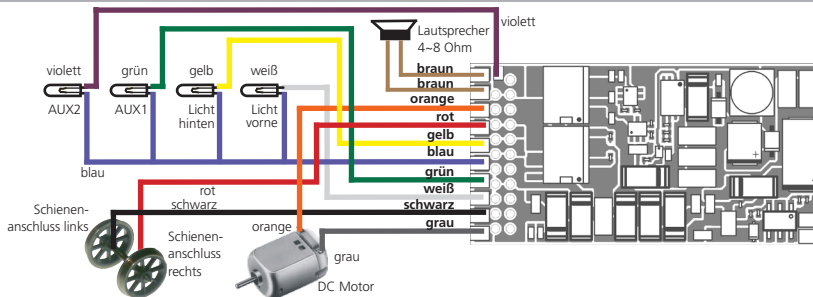 violett
Lautsprecher
4~8 Ohm
violett
grün
gelb
weiß
AUX2
AUX1
Licht
hinten
Licht
vorne
braun
braun
orange
rot
gelb
blau
grün
weiß
schwarz
grau
blau
rot
schwarz
Schienen-
anschluss links
Schienen-
anschluss
rechts
orange
grau
DC Motor